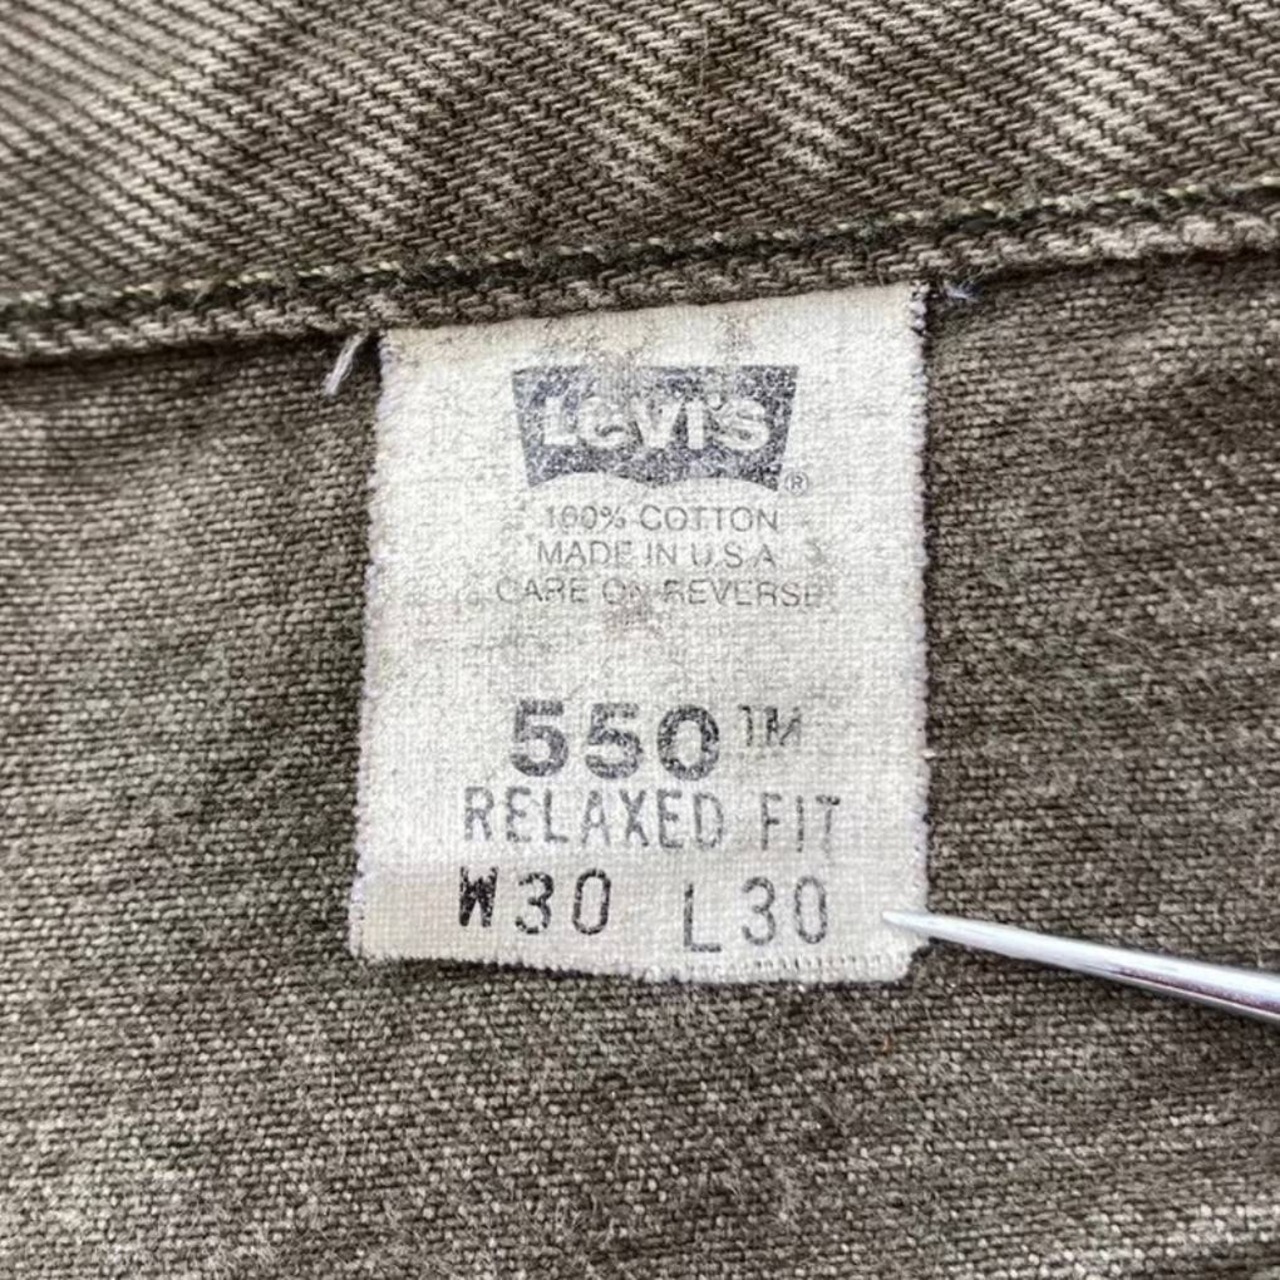 Levi's ®
100% COTTON
MADE IN U.S.A
CARE ON REVERSE
550™
RELAXED FIT
W30 L30